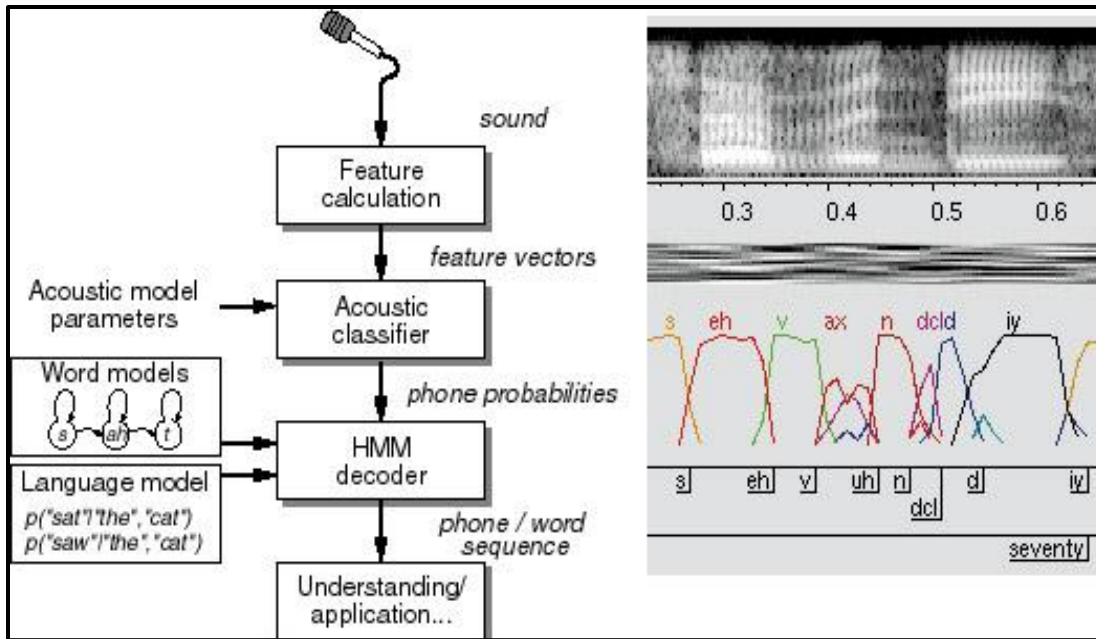 sound
Feature
calculation
feature vectors
Acoustic model
parameters
Acoustic
classifier
phone probabilities
Word models
s ah t
HMM
decoder
Language model
p("sat"|"the","cat")
p("saw"|"the","cat")
phone / word
sequence
Understanding/
application...
0.3 0.4 0.5 0.6
s eh v ax n dcl d iy
s eh v uh n d iy
dcl
seventy